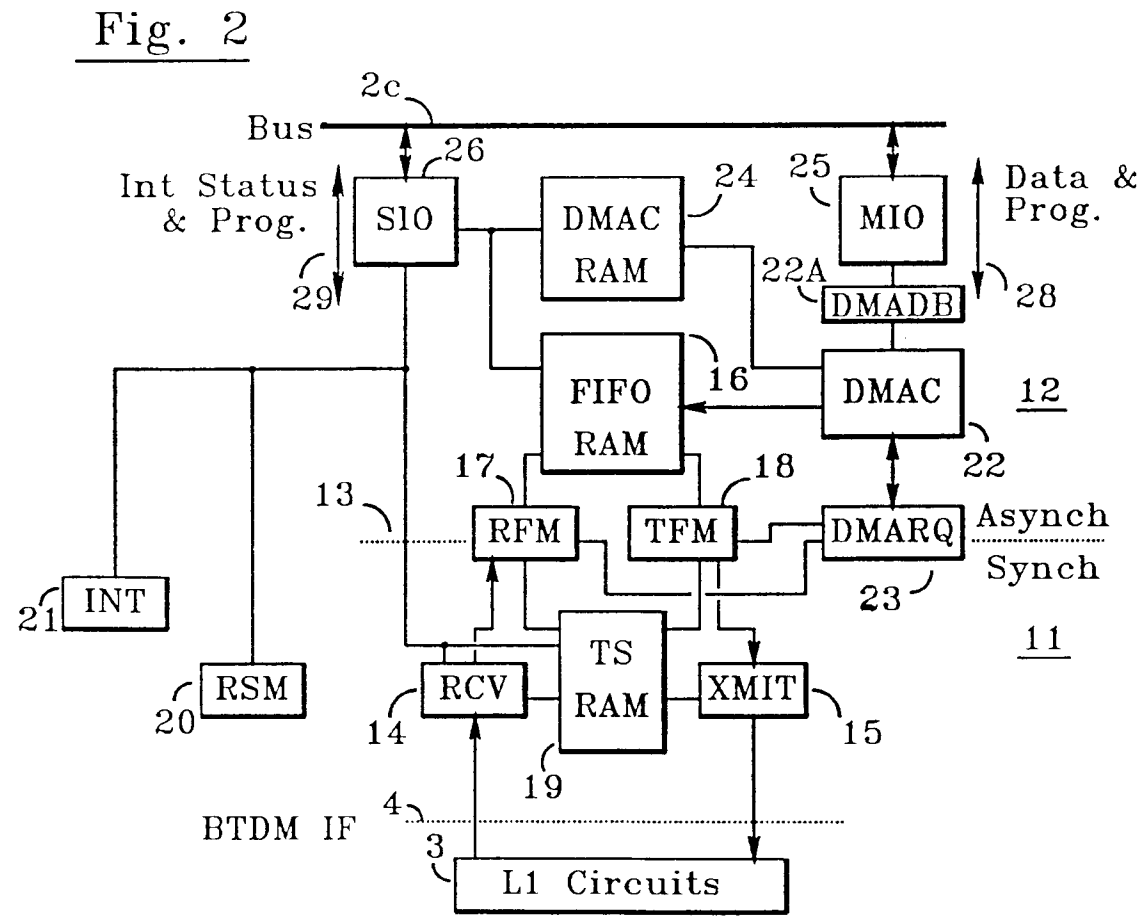 Fig. 2
2c
Bus
26
25
24
Int Status
& Prog.
Data &
Prog.
SIO
DMAC
RAM
MIO
29
22A
28
DMADB
16
FIFO
RAM
DMAC
12
22
17
18
13
RFM
TFM
DMARQ
Asynch
Synch
23
INT
21
11
TS
RAM
RSM
20
RCV
14
XMIT
15
19
4
BTDM IF
3
L1 Circuits